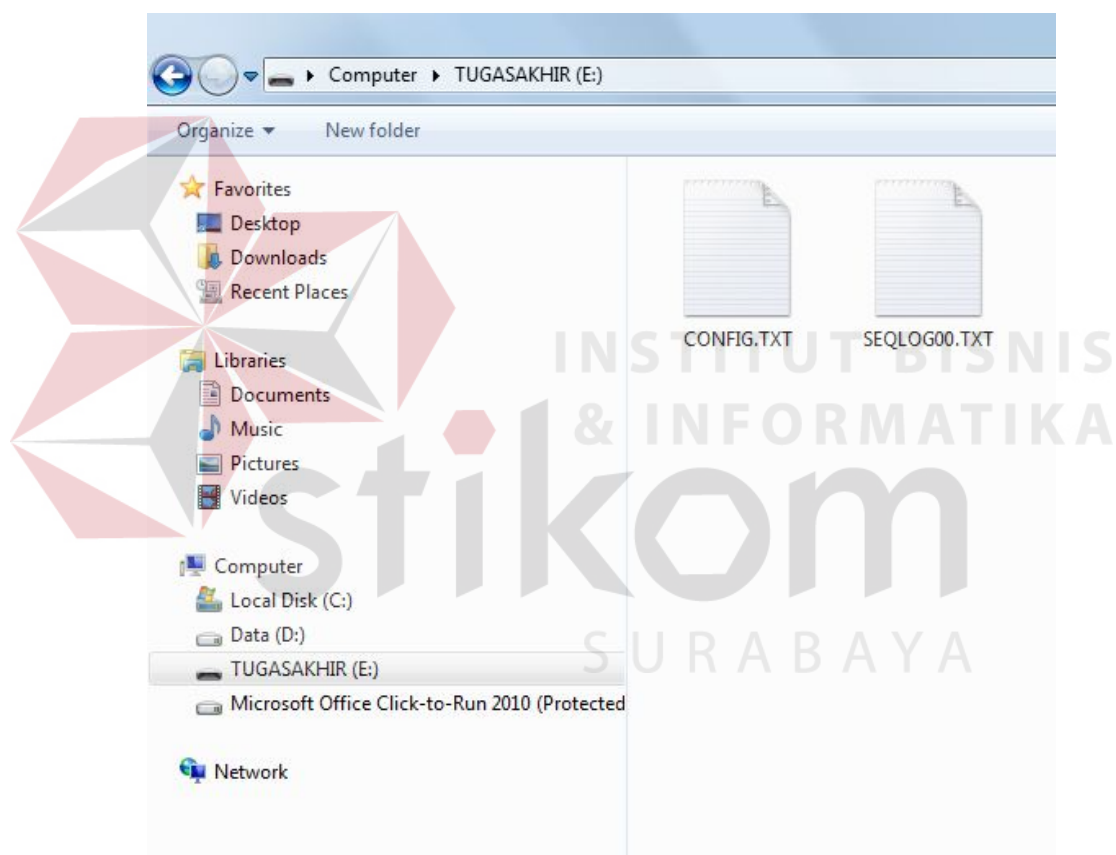 Computer TUGASAKHIR (E:)
Organize New folder
Favorites
Desktop
Downloads
Recent Places
Libraries
Documents
Music
Pictures
Videos
Computer
Local Disk (C:)
Data (D:)
TUGASAKHIR (E:)
Microsoft Office Click-to-Run 2010 (Protected
Network
CONFIG.TXT SEQLOG00.TXT
INSTITUT BISNIS
& INFORMATIKA
stikom
SURABAYA